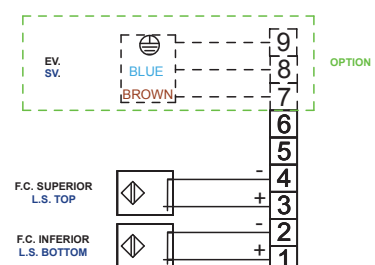 9
EV.
SV.
BLUE
8
OPTION
BROWN
7
6
5
F.C. SUPERIOR
L.S. TOP
-
4
+
3
F.C. INFERIOR
L.S. BOTTOM
-
2
+
1